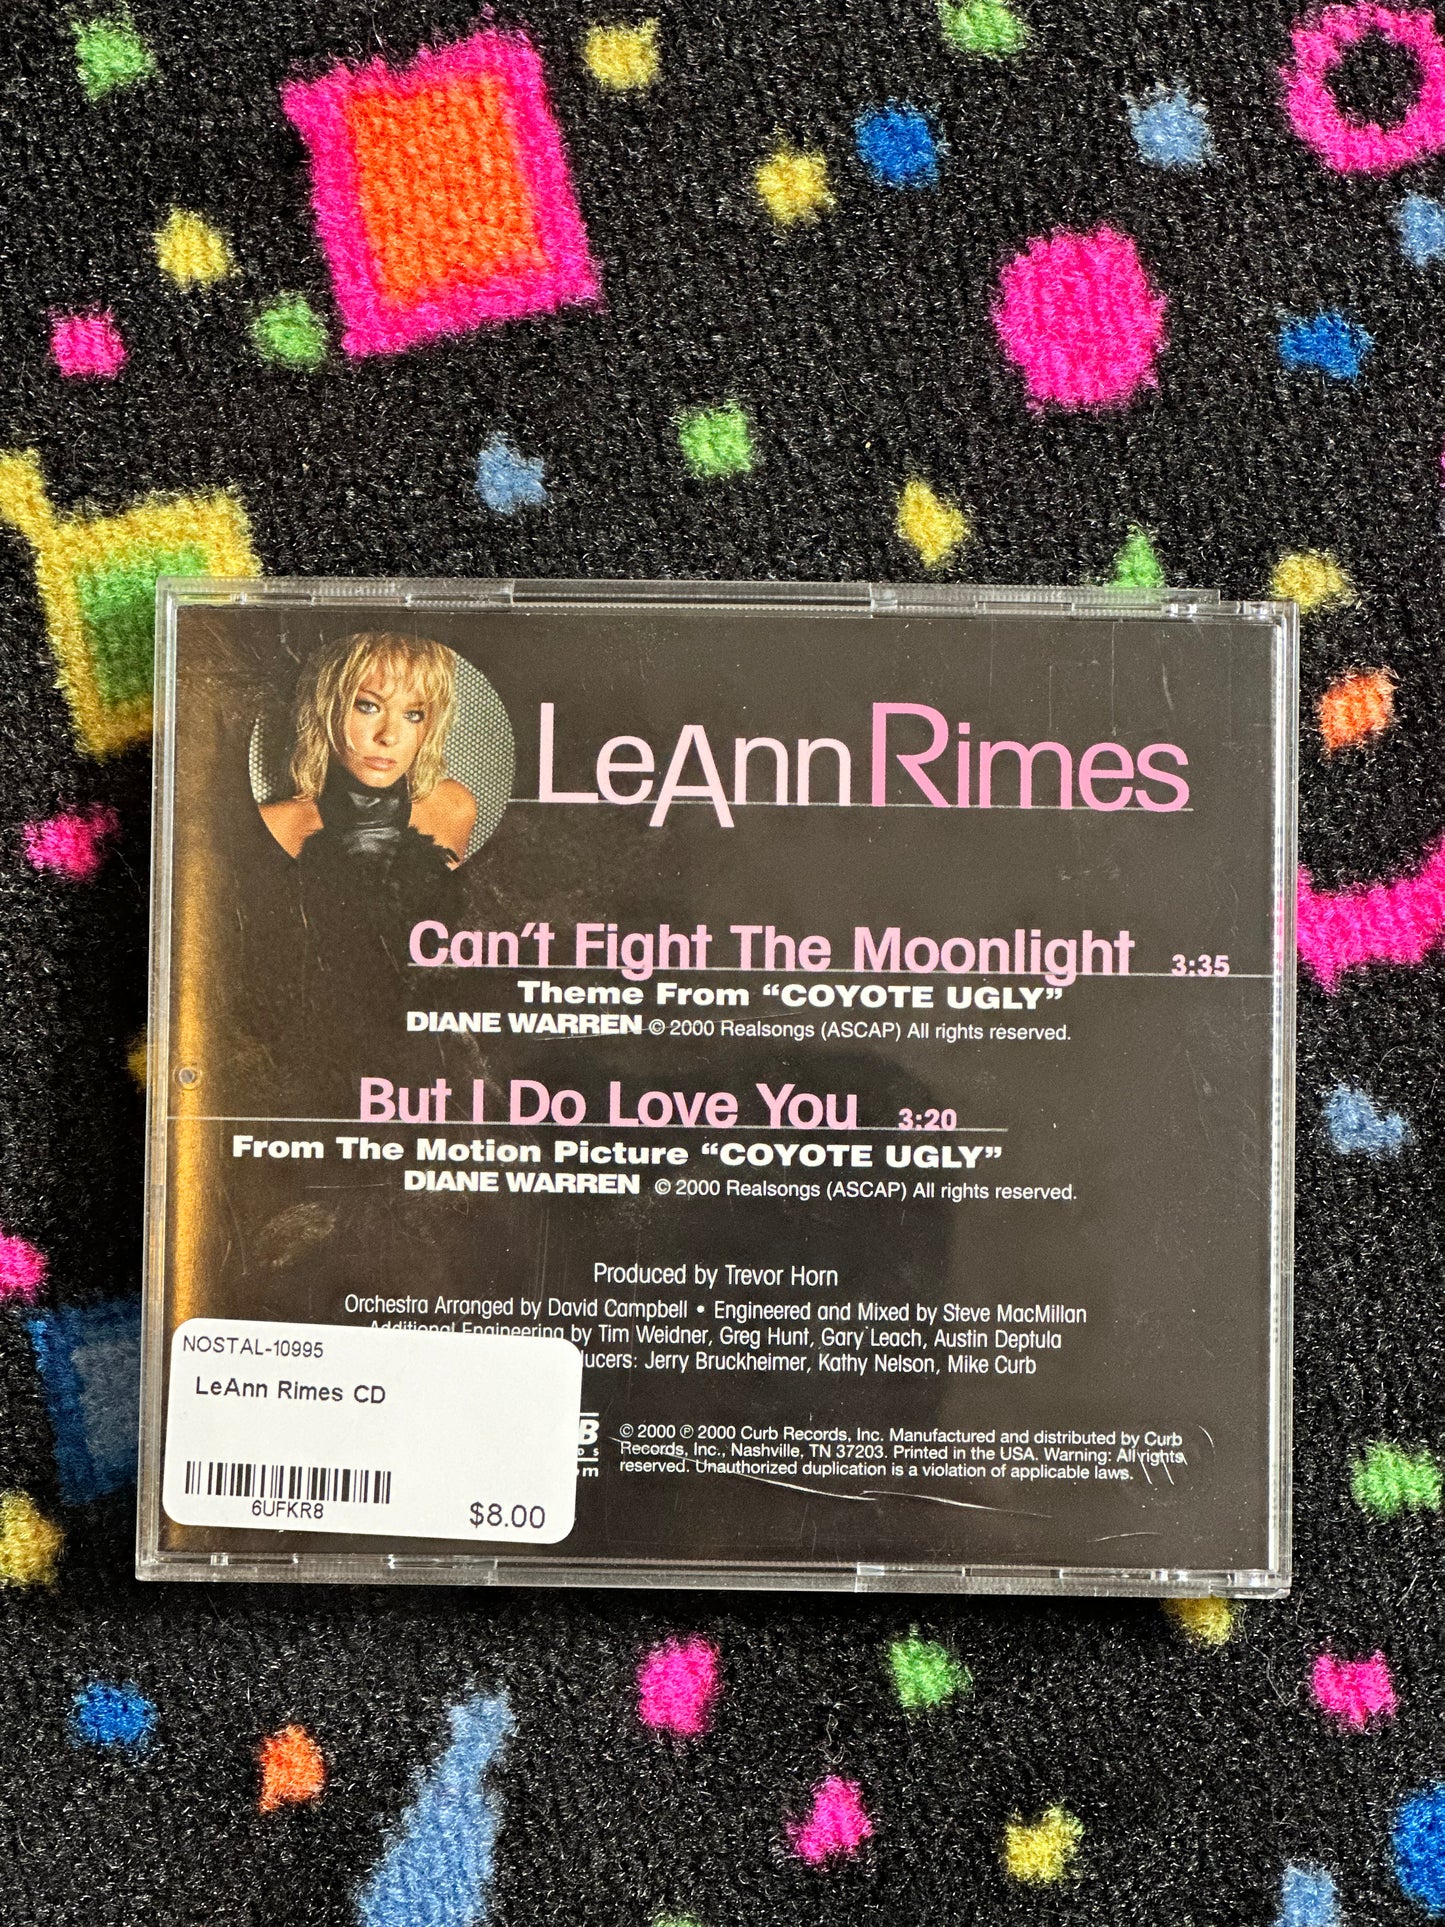 LeAnn Rimes
Can't Fight The Moonlight 3:35
Theme From “COYOTE UGLY”
DIANE WARREN © 2000 Realsongs (ASCAP) All rights reserved.
But I Do Love You 3:20
From The Motion Picture “COYOTE UGLY”
DIANE WARREN © 2000 Realsongs (ASCAP) All rights reserved.
Produced by Trevor Horn
Orchestra Arranged by David Campbell • Engineered and Mixed by Steve MacMillan
Additional Engineering by Tim Weidner, Greg Hunt, Gary Leach, Austin Deptula
Jerry Bruckheimer, Kathy Nelson, Mike Curb
© 2000 ℗ 2000 Curb Records, Inc. Manufactured and distributed by Curb
Records, Inc., Nashville, TN 37203. Printed in the USA. Warning: All rights
reserved. Unauthorized duplication is a violation of applicable laws.
NOSTAL-10995
LeAnn Rimes CD
6UFKR8
$8.00